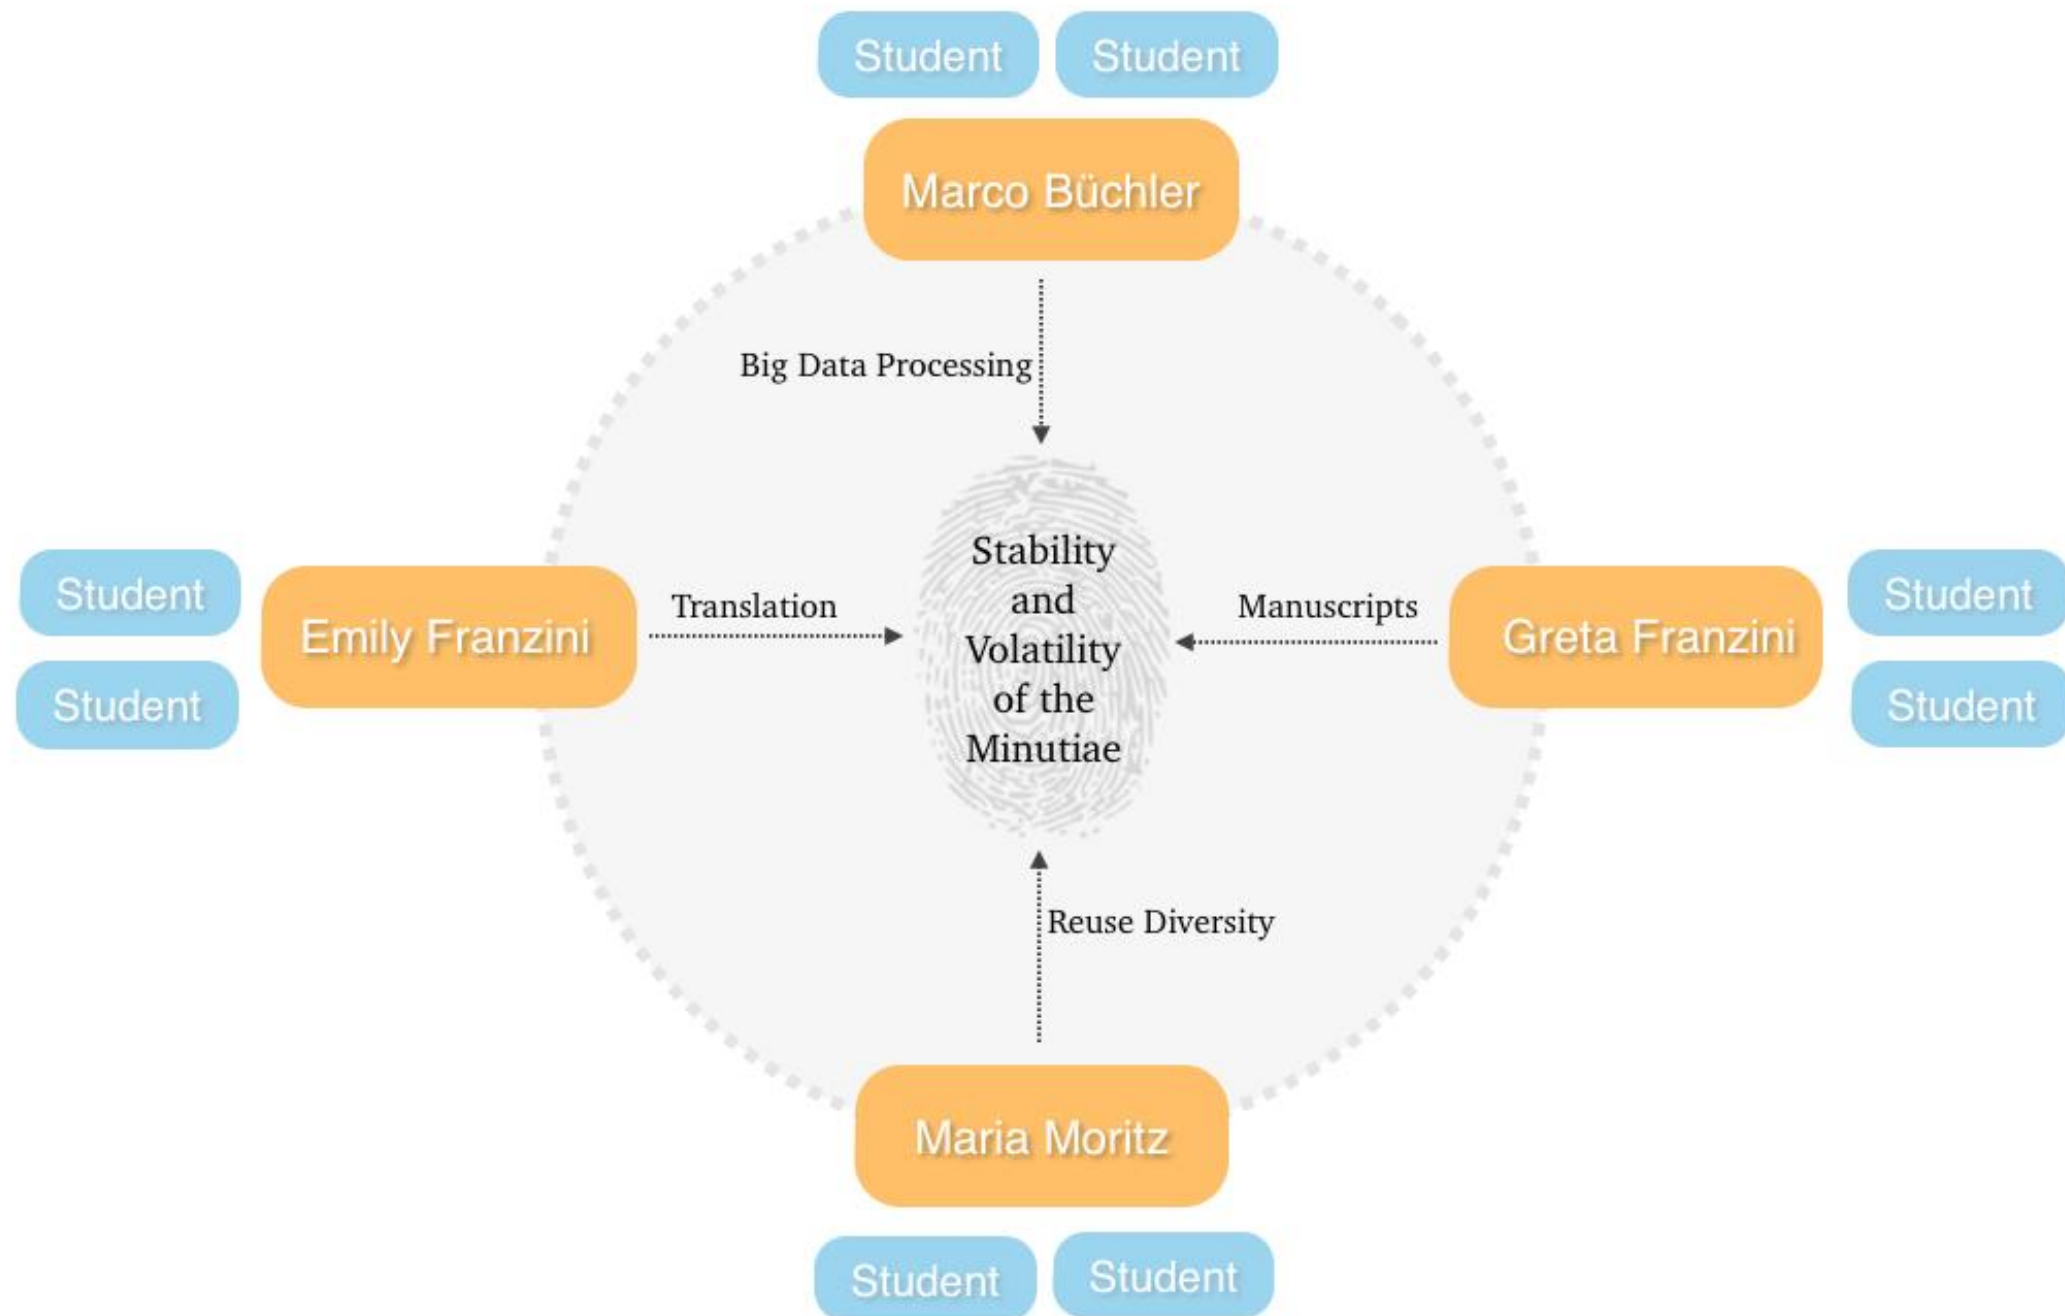 Student Student
Marco Büchler
Big Data Processing
Student
Student
Emily Franzini
Translation
Stability
and
Volatility
of the
Minutiae
Manuscripts
Greta Franzini
Student
Student
Reuse Diversity
Maria Moritz
Student Student